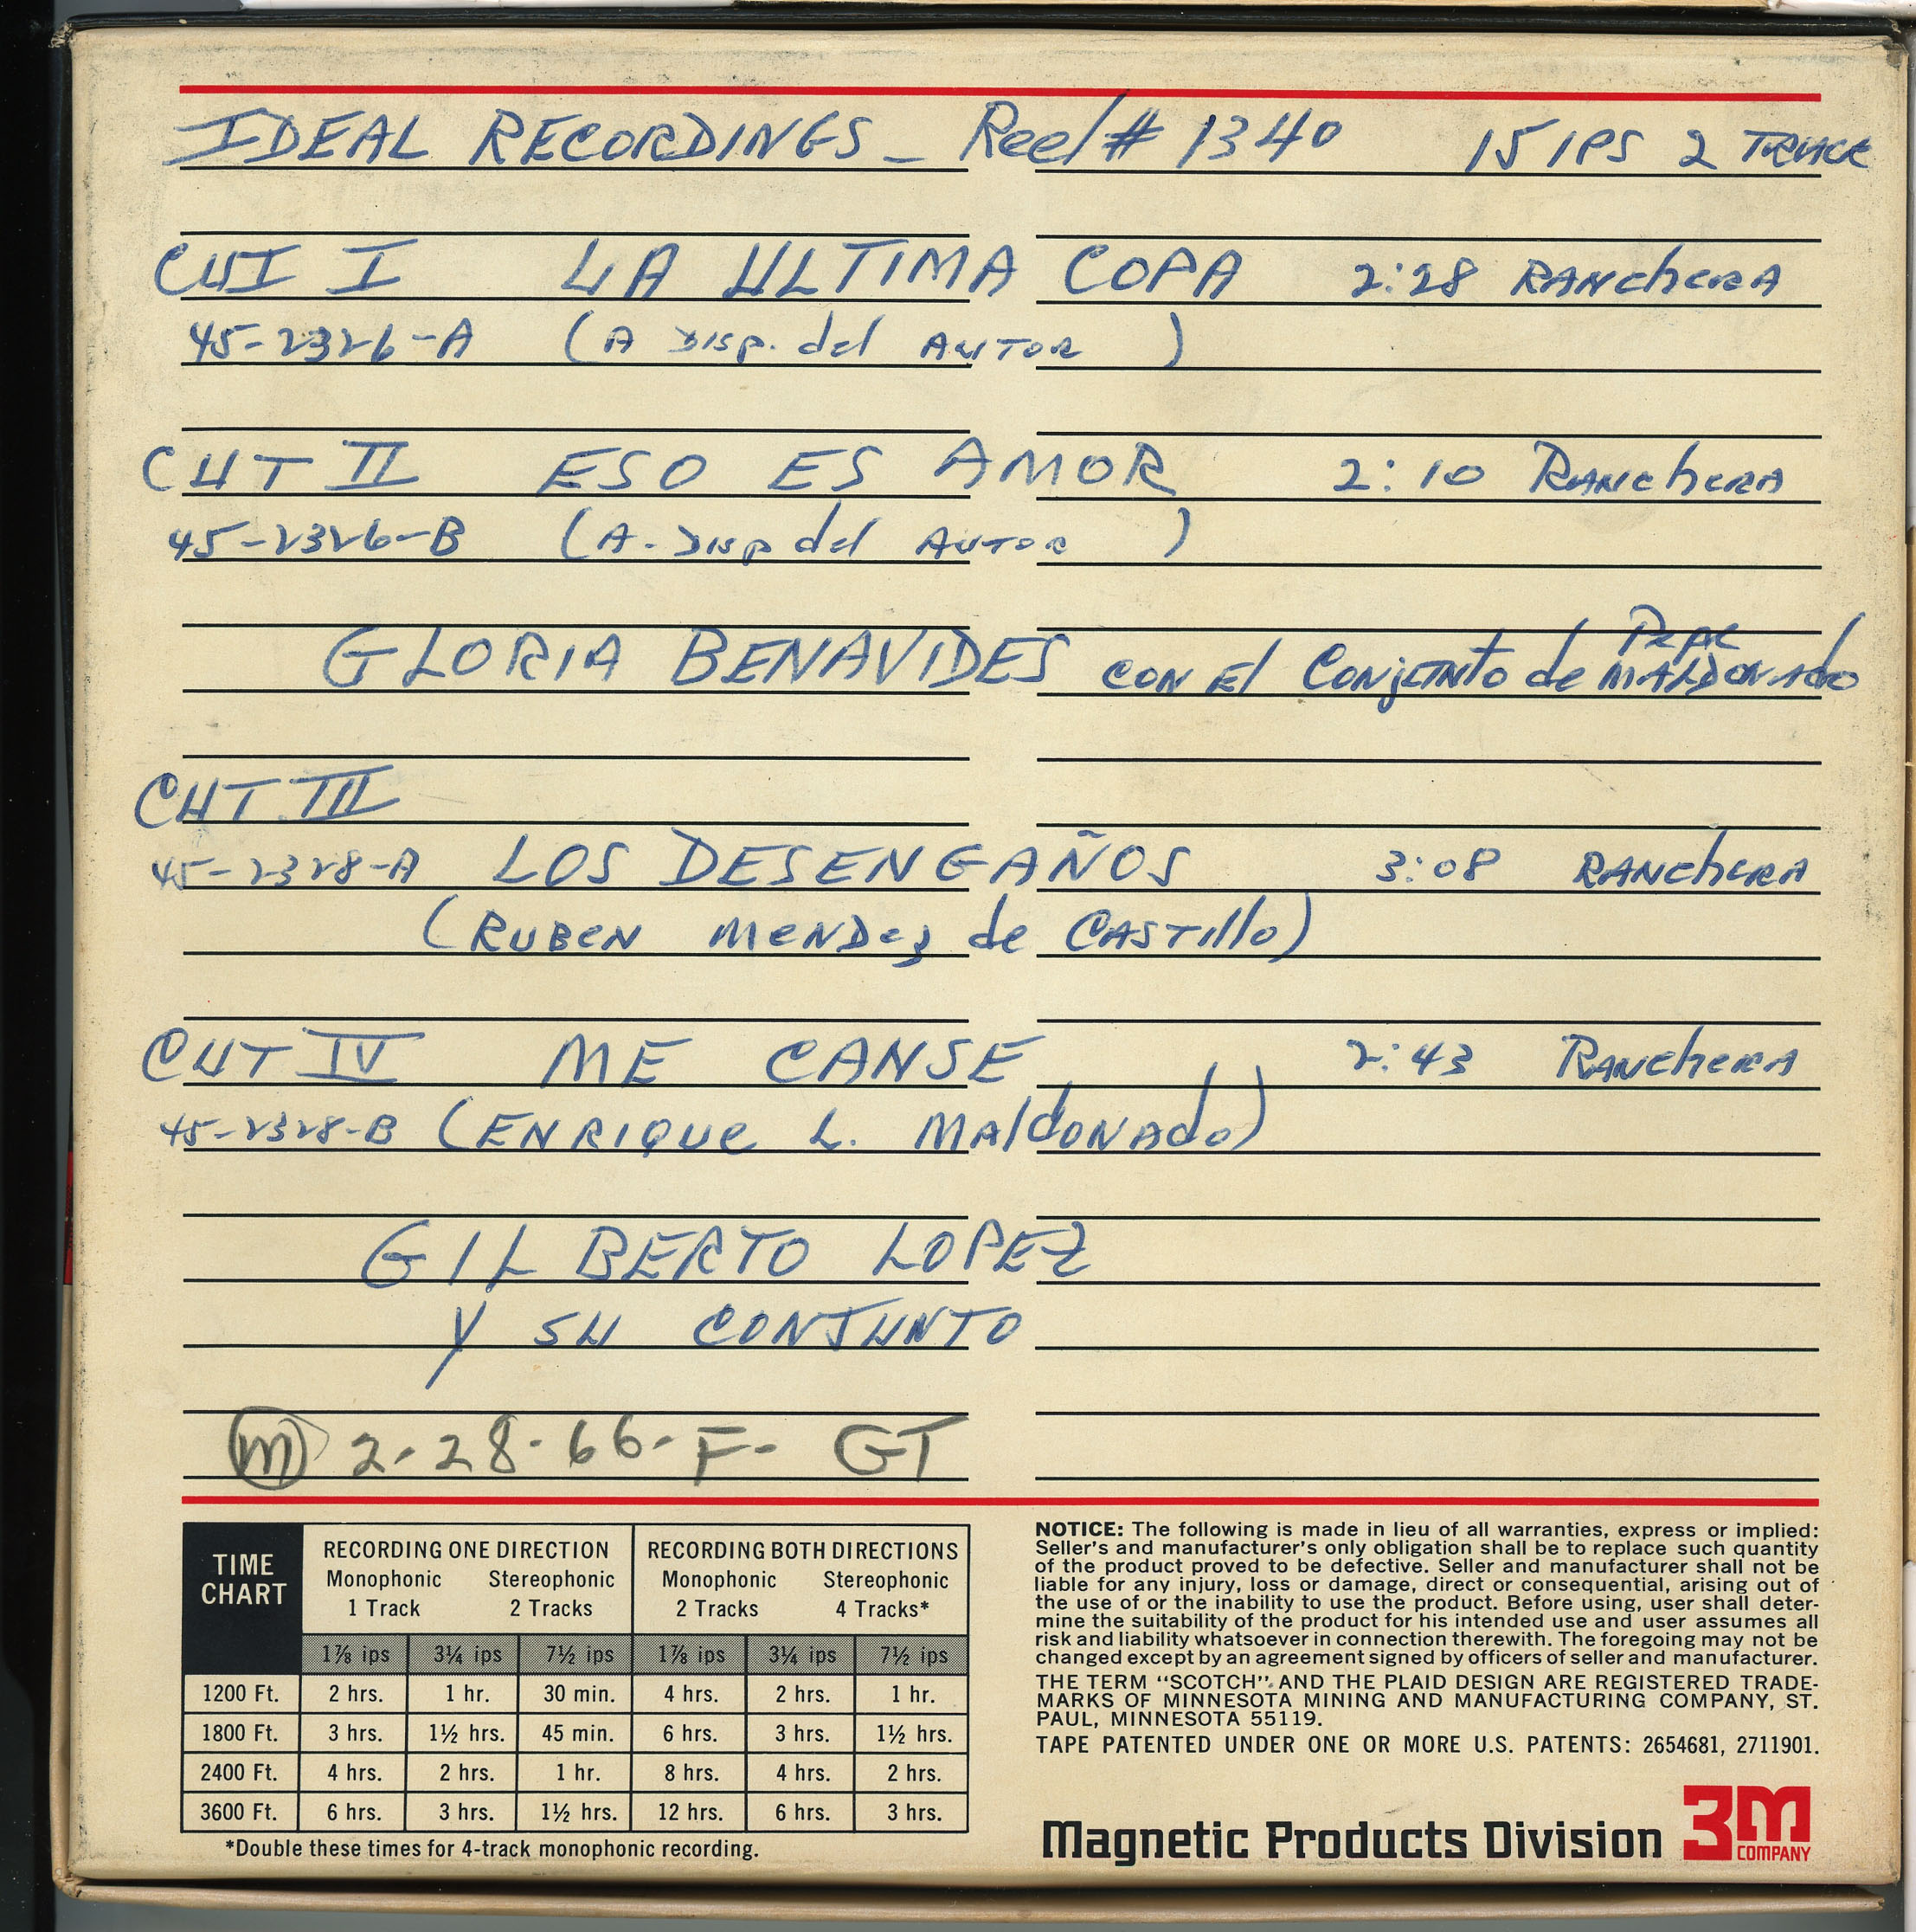 IDEAL RECORDINGS - Reel # 1340 15 IPS 2 TRACK
CUT I LA ULTIMA COPA 2:28 RANCHERA
45-2326-A (A DISP. del AUTOR )
CUT II ESO ES AMOR 2:10 RANCHERA
45-2326-B (A. DISP del AUTOR )
GLORIA BENAVIDES CON El CONJUNTO de PEPE MALDONADO
CUT. III
45-2328-A LOS DESENGAÑOS 3:08 RANCHERA
(RUBEN MENDEZ de CASTILLO)
CUT IV ME CANSE 2:43 RANCHERA
45-2328-B (ENRIQUE L. MALDONADO)
GILBERTO LOPEZ
Y SU CONJUNTO
(M) 2-28-66-F- GT
TIME CHART
RECORDING ONE DIRECTION RECORDING BOTH DIRECTIONS
Monophonic Stereophonic Monophonic Stereophonic
1 Track 2 Tracks 2 Tracks 4 Tracks*
1⅞ ips 3¼ ips 7½ ips 1⅞ ips 3¼ ips 7½ ips
1200 Ft. 2 hrs. 1 hr. 30 min. 4 hrs. 2 hrs. 1 hr.
1800 Ft. 3 hrs. 1½ hrs. 45 min. 6 hrs. 3 hrs. 1½ hrs.
2400 Ft. 4 hrs. 2 hrs. 1 hr. 8 hrs. 4 hrs. 2 hrs.
3600 Ft. 6 hrs. 3 hrs. 1½ hrs. 12 hrs. 6 hrs. 3 hrs.
*Double these times for 4-track monophonic recording.
NOTICE: The following is made in lieu of all warranties, express or implied:
Seller's and manufacturer's only obligation shall be to replace such quantity
of the product proved to be defective. Seller and manufacturer shall not be
liable for any injury, loss or damage, direct or consequential, arising out of
the use of or the inability to use the product. Before using, user shall deter-
mine the suitability of the product for his intended use and user assumes all
risk and liability whatsoever in connection therewith. The foregoing may not be
changed except by an agreement signed by officers of seller and manufacturer.
THE TERM "SCOTCH" AND THE PLAID DESIGN ARE REGISTERED TRADE-
MARKS OF MINNESOTA MINING AND MANUFACTURING COMPANY, ST.
PAUL, MINNESOTA 55119.
TAPE PATENTED UNDER ONE OR MORE U.S. PATENTS: 2654681, 2711901.
Magnetic Products Division 3M COMPANY